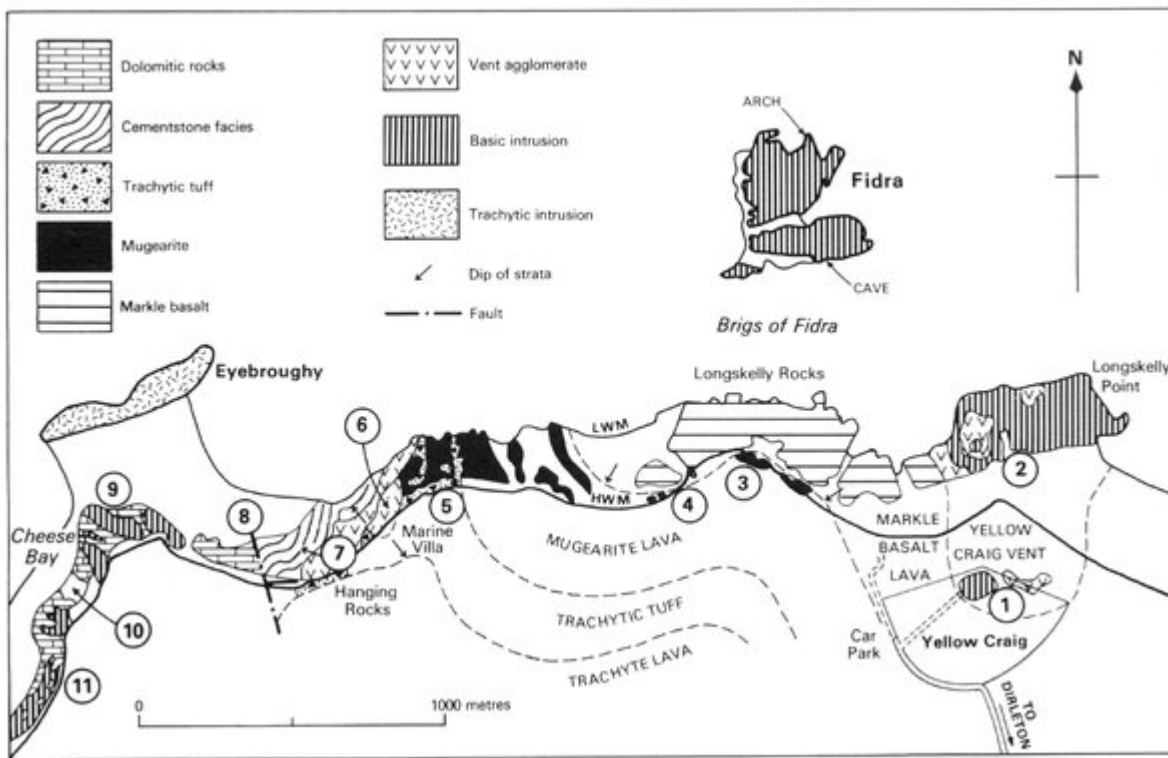 Dolomitic rocks
Cementstone facies
Trachytic tuff
Mugearite
Markle basalt
Vent agglomerate
Basic intrusion
Trachytic intrusion
Dip of strata
Fault
N
ARCH
Fidra
CAVE
Brigs of Fidra
Eyebroughy
Longskelly Rocks
Longskelly
Point
LWM
HWM
6
9
8
5
4
3
2
Cheese
Bay
7
Marine
Villa
Hanging
Rocks
MUGEARITE LAVA
MARKLE
BASALT
LAVA
YELLOW
CRAIG VENT
10
TRACHYTIC TUFF
1
11
TRACHYTE LAVA
Car
Park
Yellow Craig
0
1000 metres
TO
DIRLETON